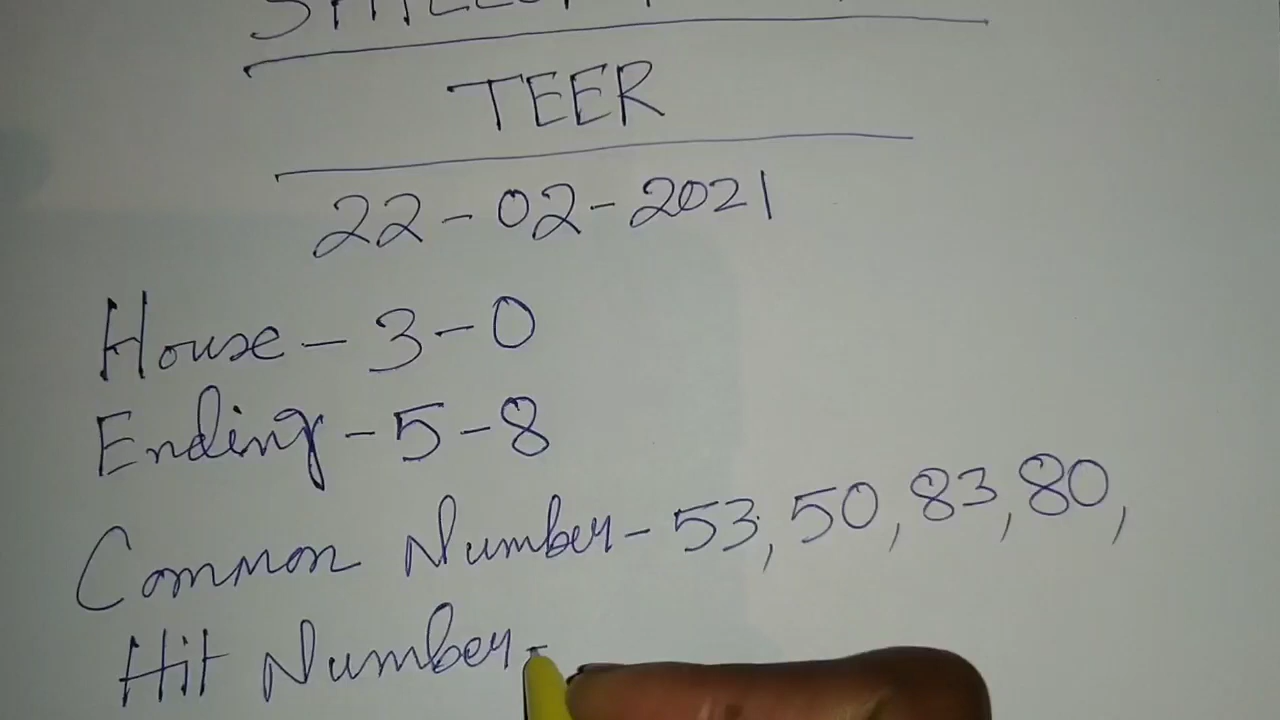 TEER
22-02-2021
House-3-0
Ending-5-8
Common Number-53,50,83,80,
Hit Number-